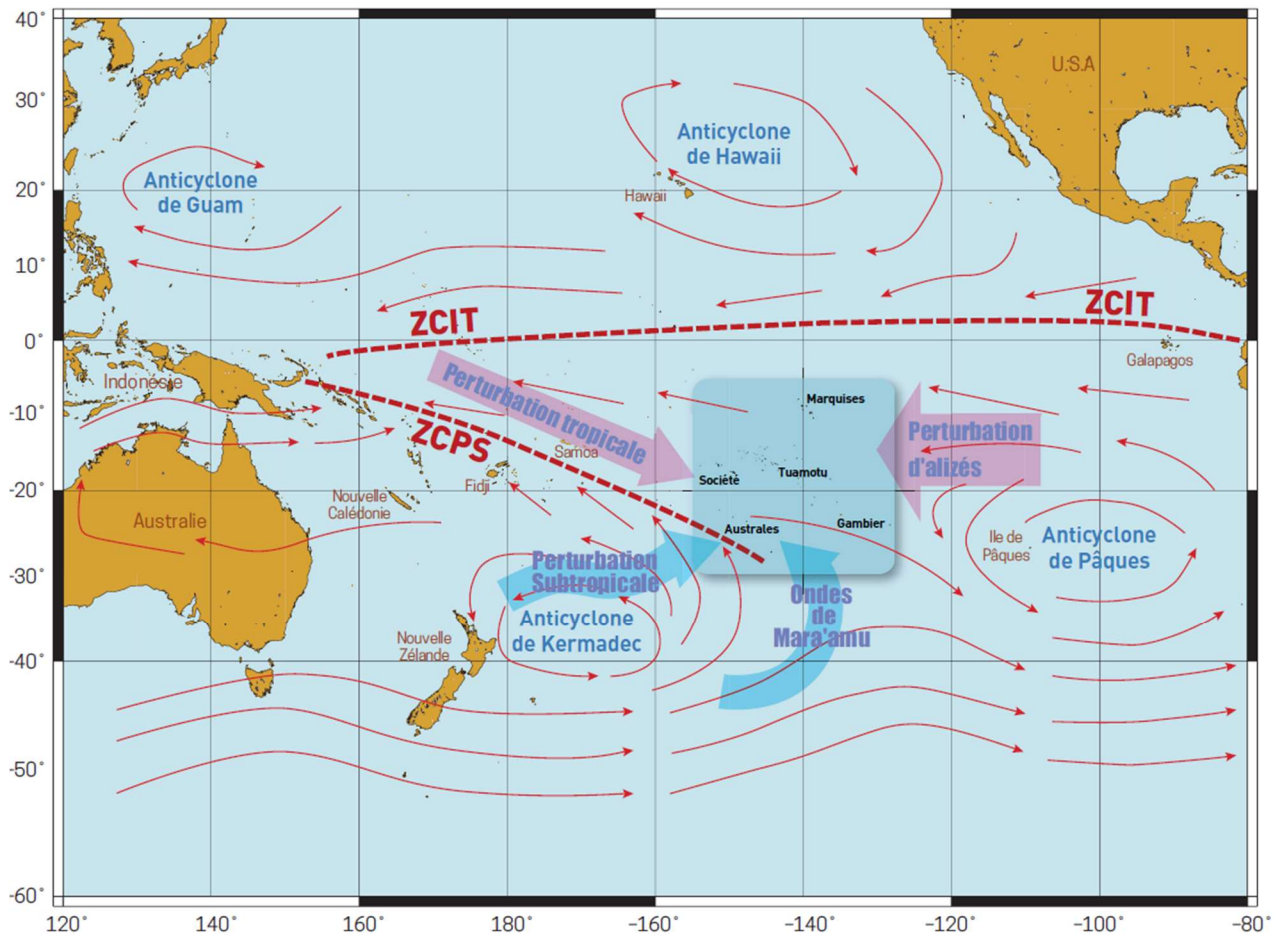 40°
30°
20°
10°
0°
-10°
-20°
-30°
-40°
-50°
-60°
120°
140°
160°
180°
-160°
-140°
-120°
-100°
-80°
U.S.A
Anticyclone
de Hawaii
Hawaii
Anticyclone
de Guam
ZCIT
ZCIT
Galapagos
Indonésie
Perturbation tropicale
ZCPS
Samoa
Fidji
Marquises
Tuamotu
Société
Australes
Gambier
Perturbation
d'alizés
Nouvelle
Calédonie
Australie
Ile de
Pâques
Anticyclone
de Pâques
Perturbation
Subtropicale
Anticyclone
de Kermadec
Ondes
de
Mara'amu
Nouvelle
Zélande